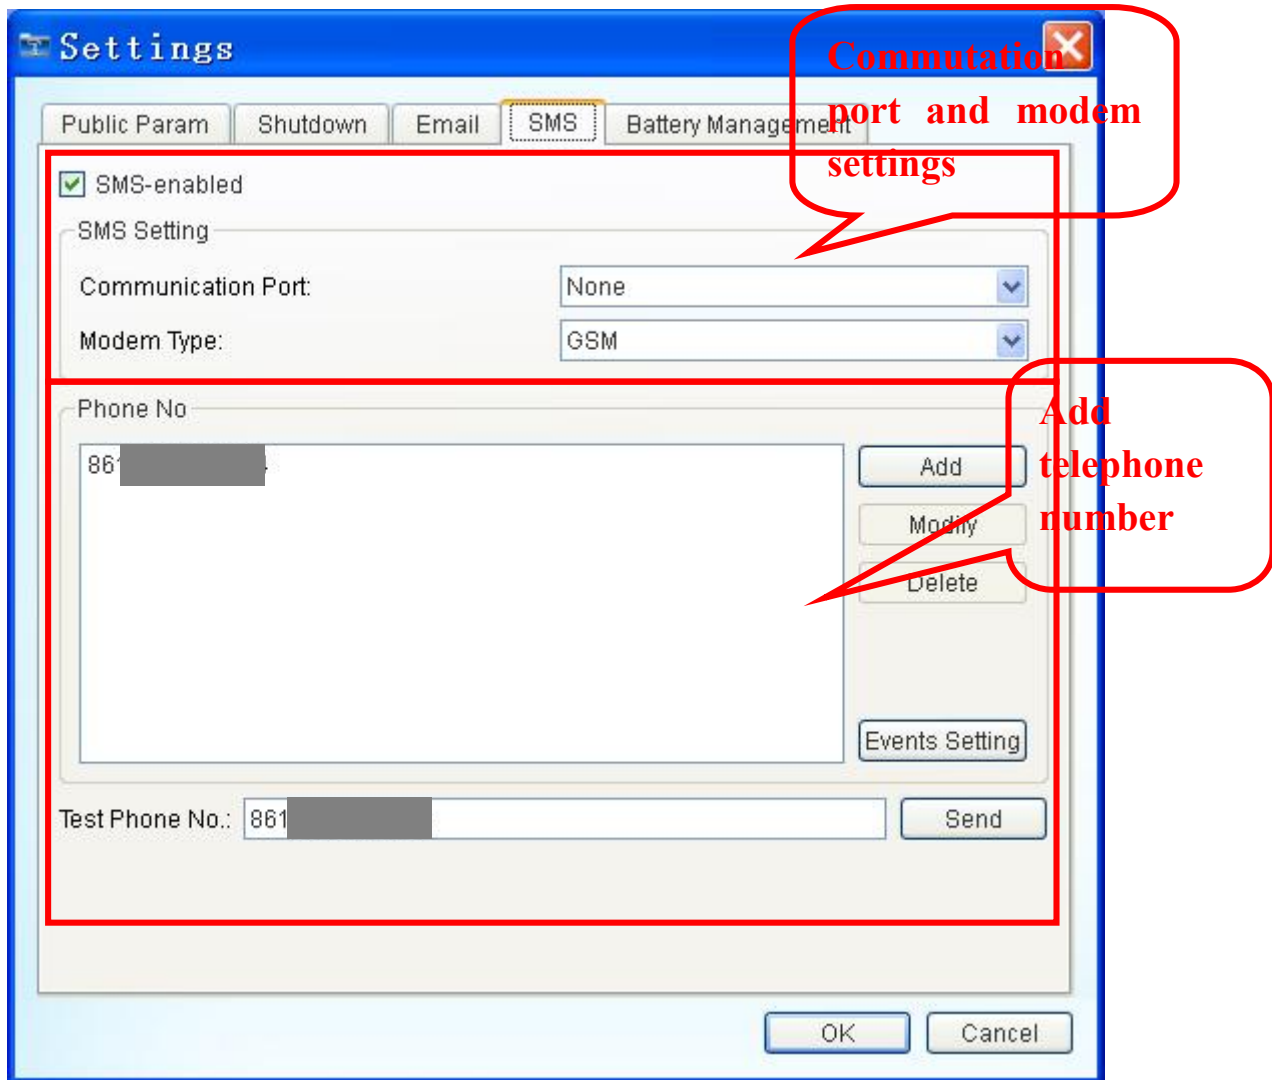 Settings
Commutation
port and modem
settings
Public Param
Shutdown
Email
SMS
Battery Management
SMS-enabled
SMS Setting
Communication Port:
None
Modem Type:
GSM
Phone No
Add
telephone
number
861
Add
Modify
Delete
Events Setting
Test Phone No.:
861
Send
OK
Cancel